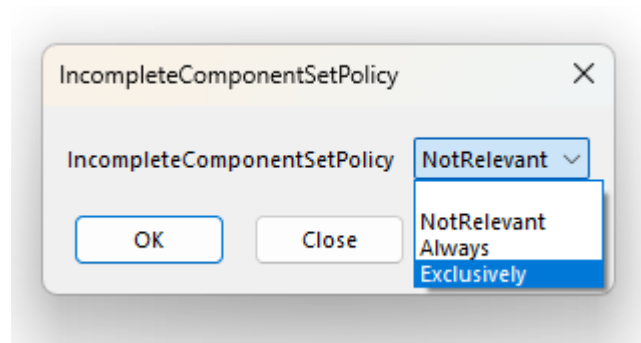 IncompleteComponentSetPolicy
IncompleteComponentSetPolicy NotRelevant
NotRelevant
OK Close Always
Exclusively